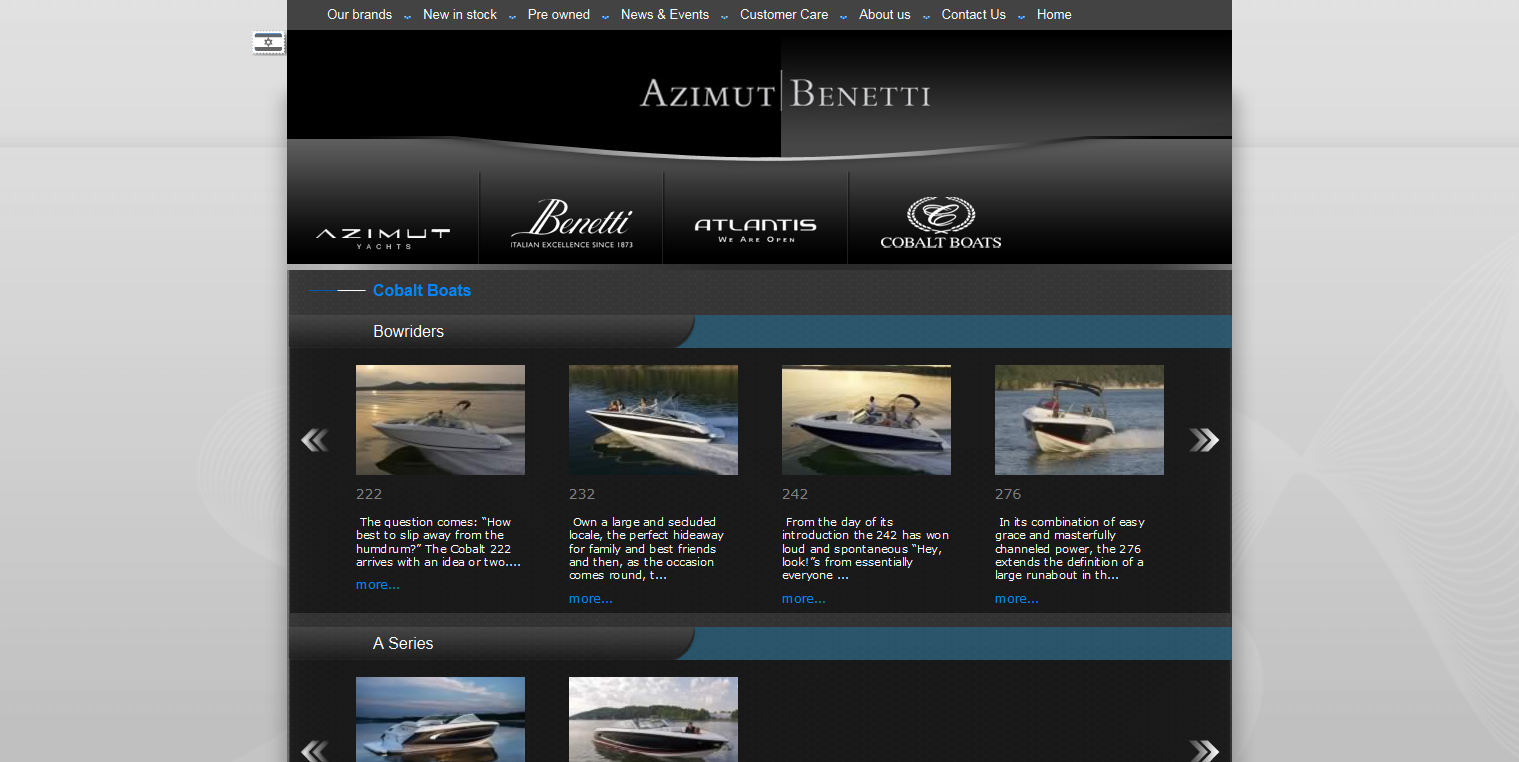 Our brands New in stock Pre owned News & Events Customer Care About us Contact Us Home
AZIMUT BENETTI
AZIMUT
YACHTS
Benetti
ITALIAN EXCELLENCE SINCE 1873
ATLANTIS
WE ARE OPEN
C
COBALT BOATS
Cobalt Boats
Bowriders
222
The question comes: “How
best to slip away from the
humdrum?” The Cobalt 222
arrives with an idea or two....
more...
232
Own a large and secluded
locale, the perfect hideaway
for family and best friends
and then, as the occasion
comes round, t...
more...
242
From the day of its
introduction the 242 has won
loud and spontaneous “Hey,
look!”s from essentially
everyone ...
more...
276
In its combination of easy
grace and masterfully
channeled power, the 276
extends the definition of a
large runabout in th...
more...
A Series